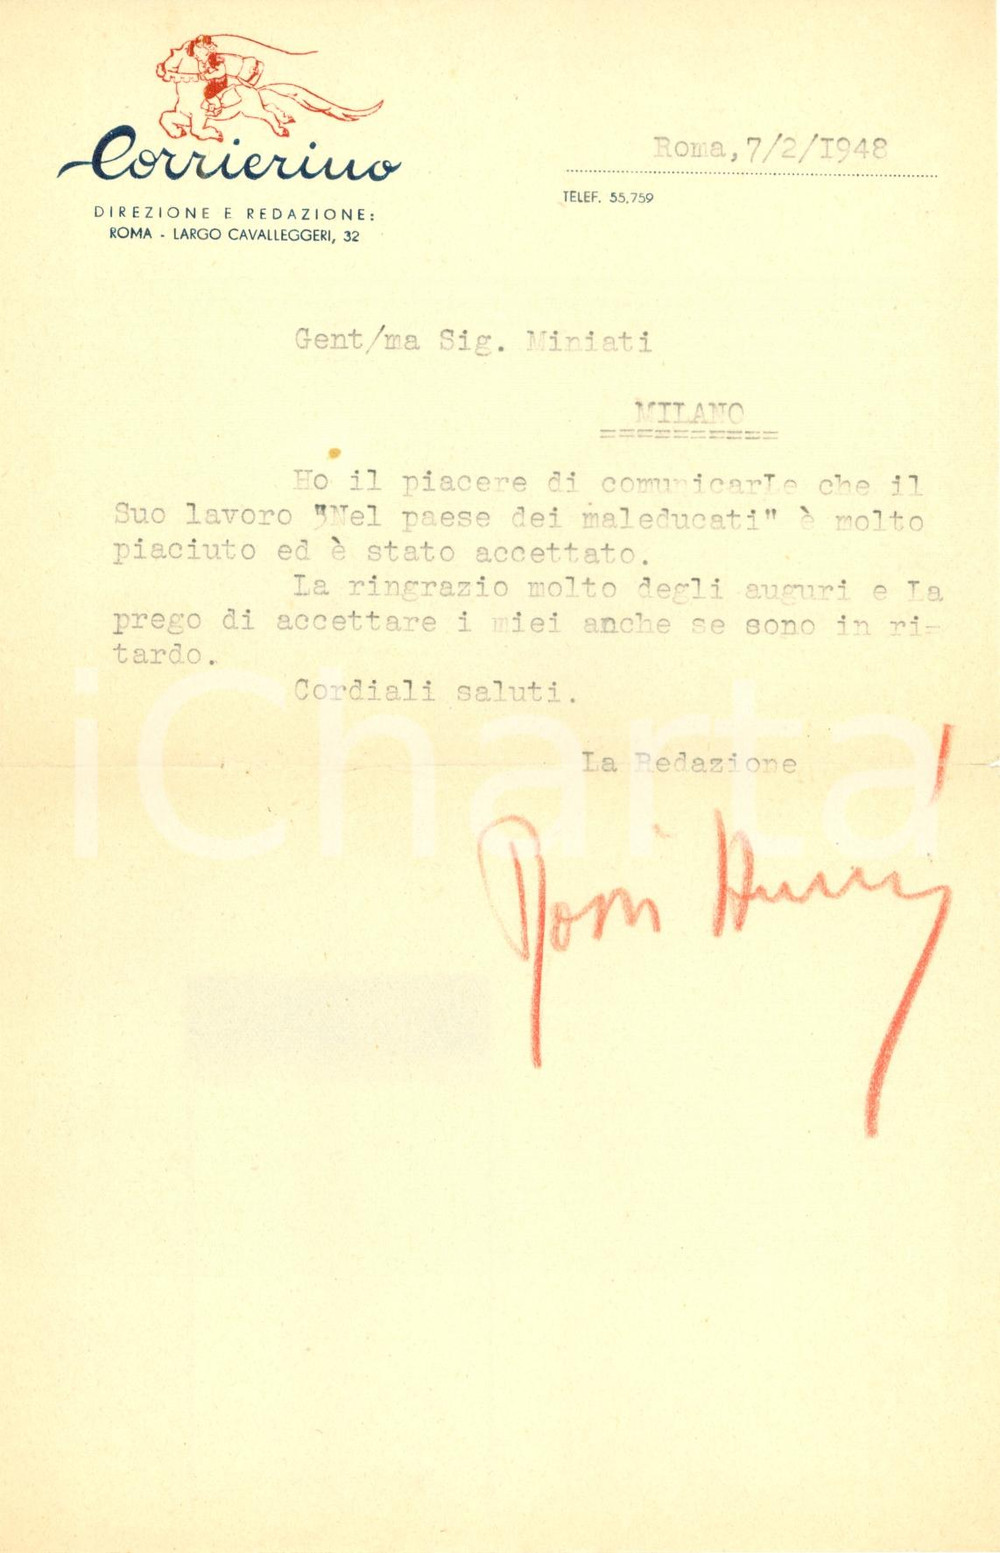 Corrierino
DIREZIONE E REDAZIONE:
ROMA - LARGO CAVALLEGGERI, 32
Roma, 7/2/I948
TELEF. 55,759
Gent/ma Sig. Miniati
MILANO
==========
Ho il piacere di comunicarLe che il
Suo lavoro "Nel paese dei maleducati" è molto
piaciuto ed è stato accettato.
La ringrazio molto degli auguri e La
prego di accettare i miei anche se sono in ri-
tardo.
Cordiali saluti.
La Redazione
iCharta